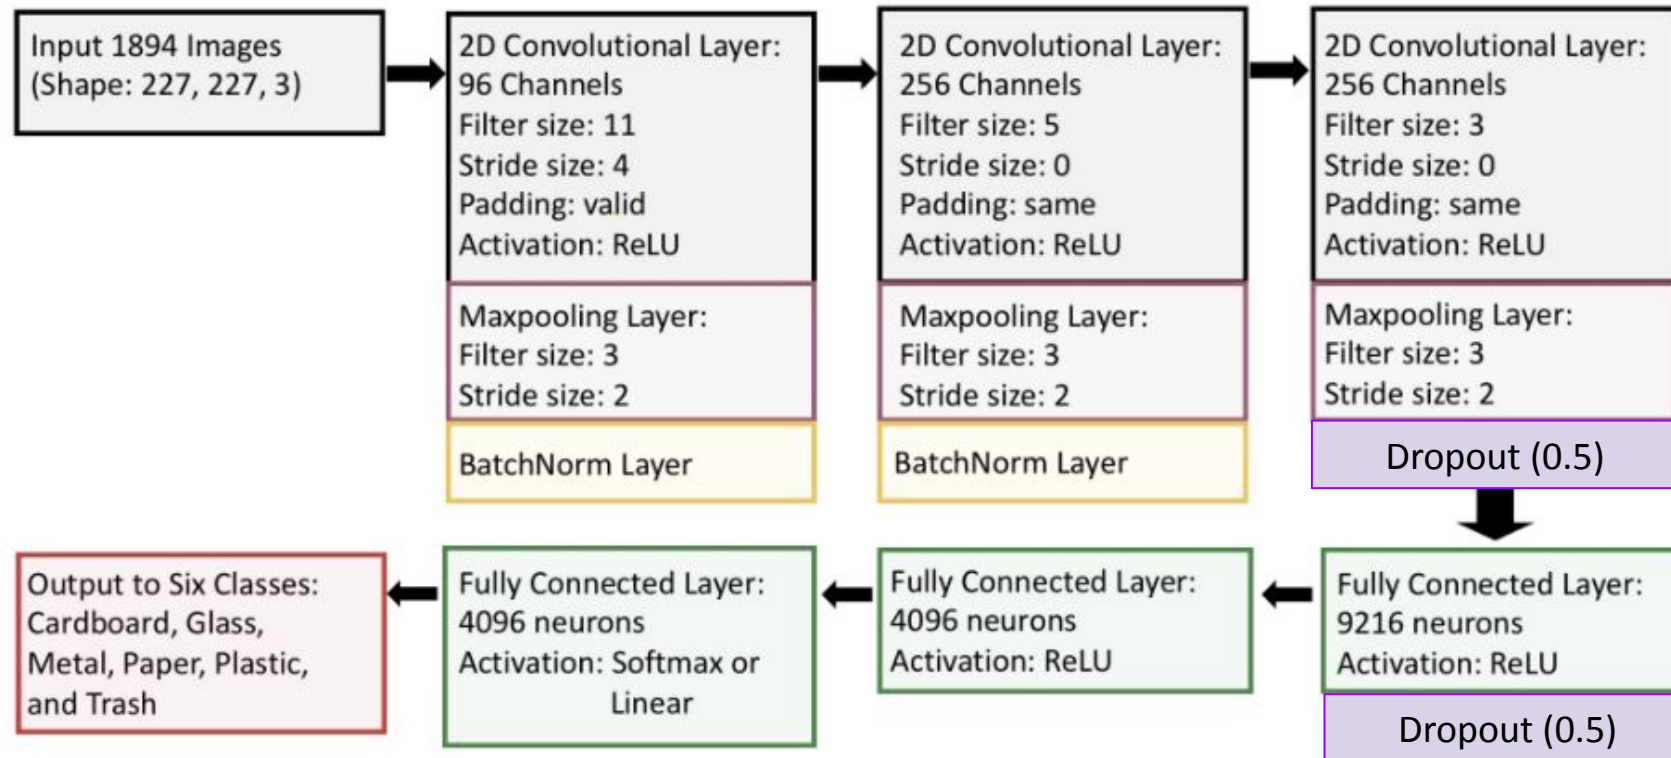 Input 1894 Images
(Shape: 227, 227, 3)
2D Convolutional Layer:
96 Channels
Filter size: 11
Stride size: 4
Padding: valid
Activation: ReLU
Maxpooling Layer:
Filter size: 3
Stride size: 2
BatchNorm Layer
2D Convolutional Layer:
256 Channels
Filter size: 5
Stride size: 0
Padding: same
Activation: ReLU
Maxpooling Layer:
Filter size: 3
Stride size: 2
BatchNorm Layer
2D Convolutional Layer:
256 Channels
Filter size: 3
Stride size: 0
Padding: same
Activation: ReLU
Maxpooling Layer:
Filter size: 3
Stride size: 2
Dropout (0.5)
Fully Connected Layer:
9216 neurons
Activation: ReLU
Dropout (0.5)
Fully Connected Layer:
4096 neurons
Activation: ReLU
Fully Connected Layer:
4096 neurons
Activation: Softmax or
Linear
Output to Six Classes:
Cardboard, Glass,
Metal, Paper, Plastic,
and Trash